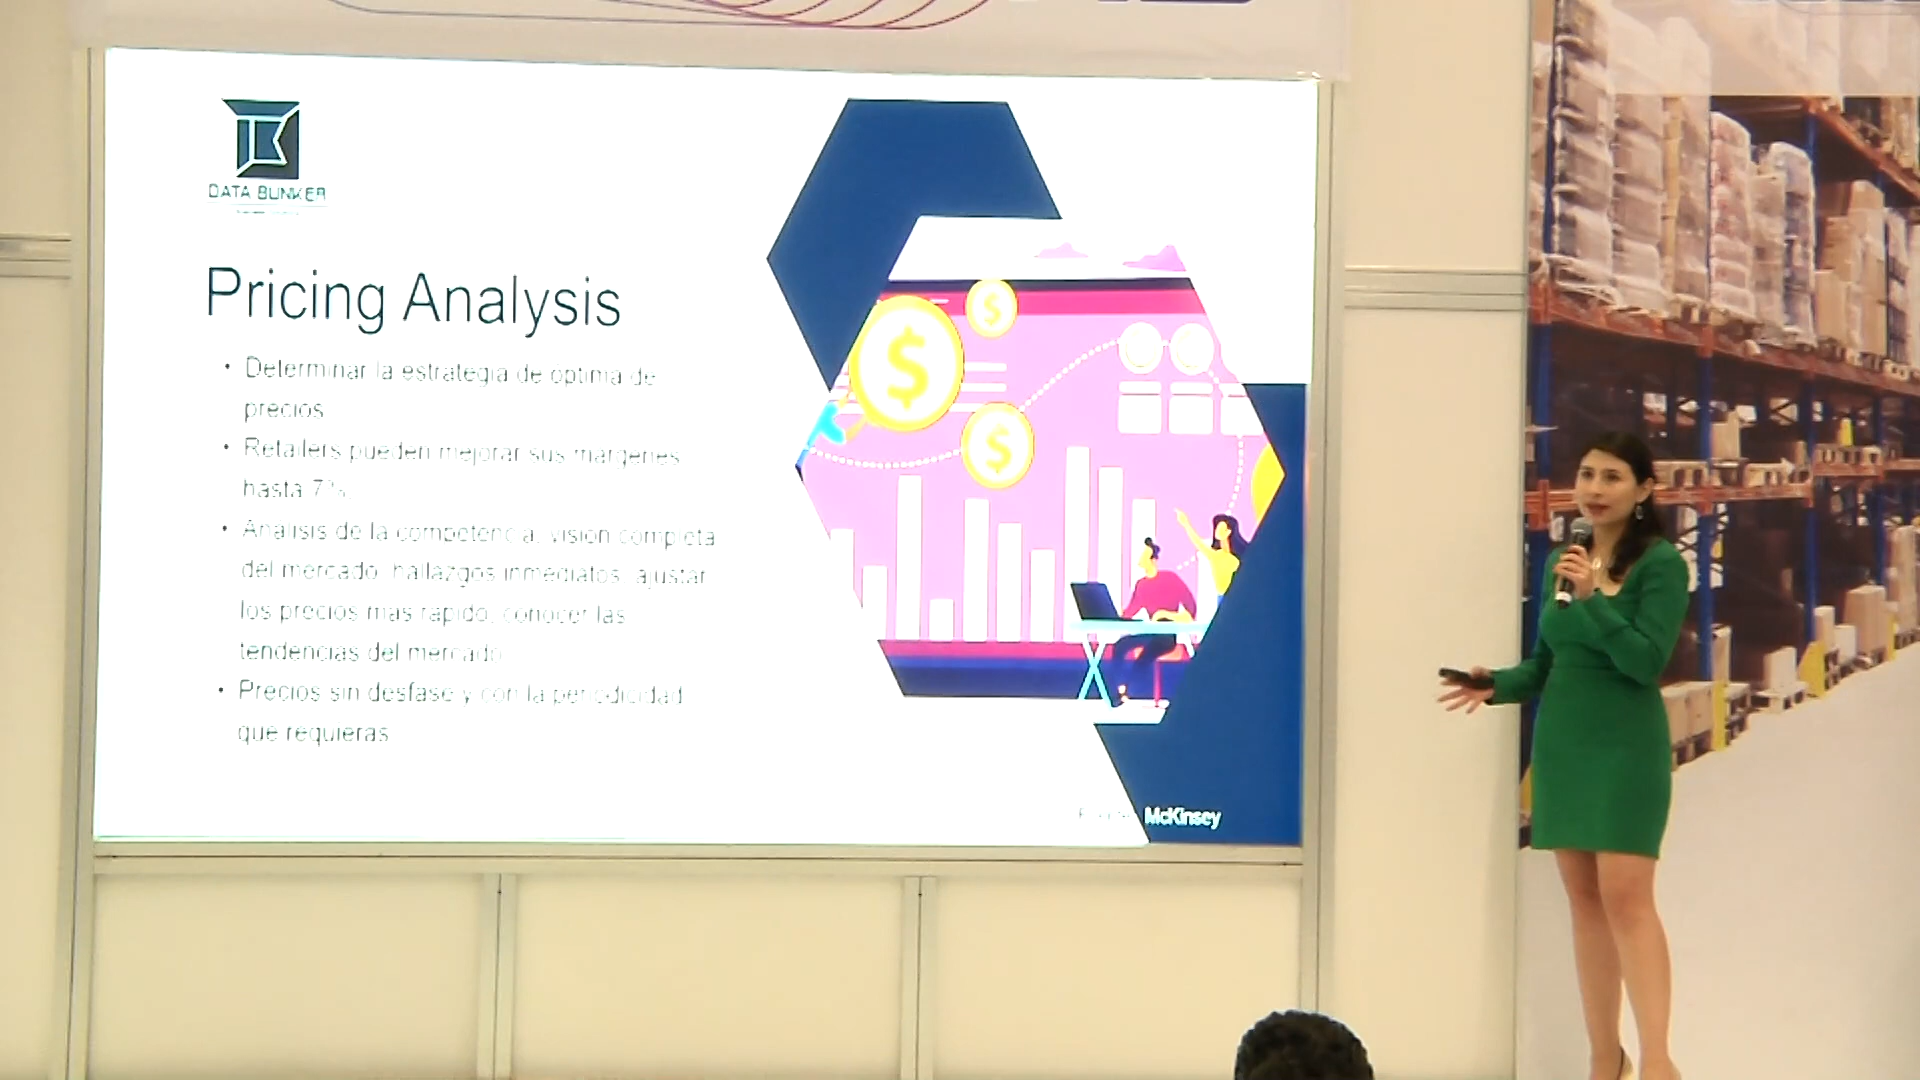 DATA BUNKER
Pricing Analysis
• Determinar la estrategia de optima de
precios
• Retailers pueden mejorar sus margenes
hasta 7%
• Analisis de la competencia, vision completa
del mercado, hallazgos inmediatos, ajustar
los precios mas rapido, conocer las
tendencias del mercado
• Precios sin desfase y con la periodicidad
que requieras
McKinsey